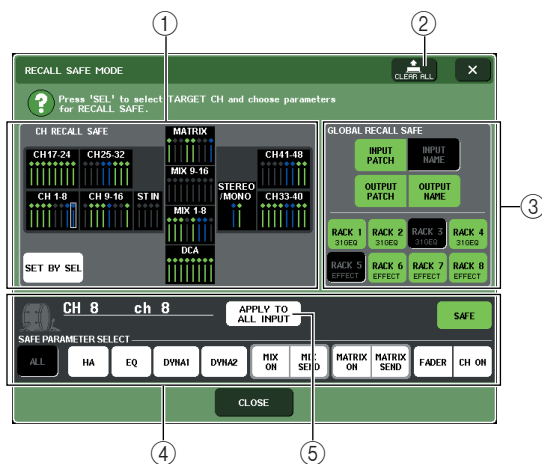 ① ②
RECALL SAFE MODE
CLEAR ALL
Press 'SEL' to select TARGET CH and choose parameters
for RECALL SAFE.
CH RECALL SAFE
MATRIX
CH17-24 CH25-32 CH41-48
MIX 9-16
CH 1-8 CH 9-16 ST IN STEREO /MONO CH33-40
MIX 1-8
DCA
SET BY SEL
GLOBAL RECALL SAFE
INPUT PATCH INPUT NAME
OUTPUT PATCH OUTPUT NAME
③
RACK 1 RACK 2 RACK 3 RACK 4
31GEQ 31GEQ 31GEQ 31GEQ
RACK 5 RACK 6 RACK 7 RACK 8
EFFECT EFFECT EFFECT EFFECT
CH 8 ch 8
APPLY TO ALL INPUT
SAFE
SAFE PARAMETER SELECT
ALL HA EQ DYNA1 DYNA2 MIX ON MIX SEND MATRIX ON MATRIX SEND FADER CH ON
CLOSE
④ ⑤